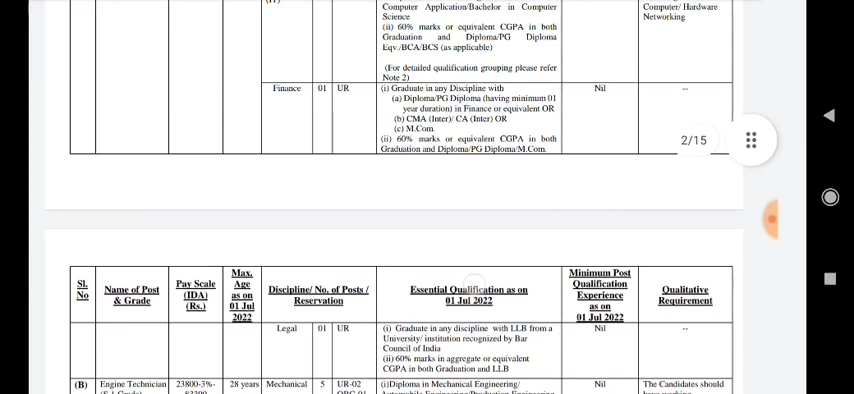 Computer Application/Bachelor in Computer
Science
(ii) 60% marks or equivalent CGPA in both
Graduation and Diploma/PG Diploma
Eqv./BCA/BCS (as applicable)
(For detailed qualification grouping please refer
Note 2)
Computer/ Hardware
Networking
Finance 01 UR
(i) Graduate in any Discipline with
(a) Diploma/PG Diploma (having minimum 01
year duration) in Finance or equivalent OR
(b) CMA (Inter)/ CA (Inter) OR
(c) M.Com.
(ii) 60% marks or equivalent CGPA in both
Graduation and Diploma/PG Diploma/M.Com.
Nil --
2/15
Sl.
No
Name of Post
& Grade
Pay Scale
(IDA)
(Rs.)
Max.
Age
as on
01 Jul
2022
Discipline/ No. of Posts /
Reservation
Essential Qualification as on
01 Jul 2022
Minimum Post
Qualification
Experience
as on
01 Jul 2022
Qualitative
Requirement
Legal 01 UR
(i) Graduate in any discipline with LLB from a
University/ institution recognized by Bar
Council of India
(ii) 60% marks in aggregate or equivalent
CGPA in both Graduation and LLB
Nil --
(B) Engine Technician 23800-3%- 28 years Mechanical 5 UR-02
(i)Diploma in Mechanical Engineering/
Nil The Candidates should